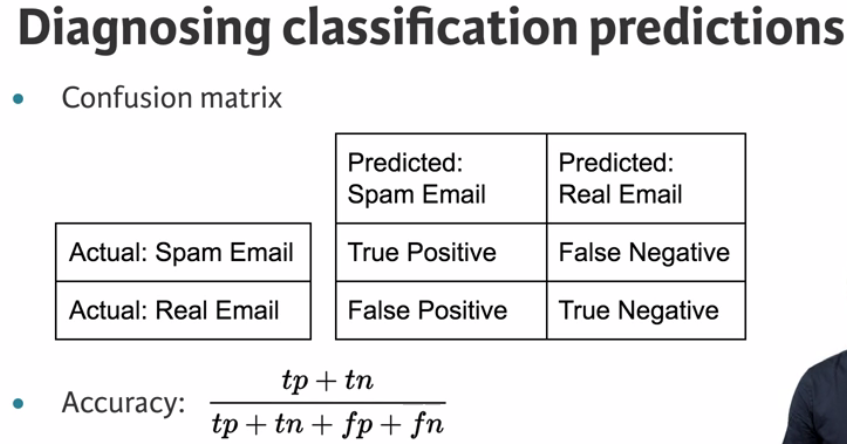 Diagnosing classification predictions
• Confusion matrix
Predicted: Predicted:
Spam Email Real Email
Actual: Spam Email True Positive False Negative
Actual: Real Email False Positive True Negative
• Accuracy: 
tp + tn
tp + tn + fp + fn